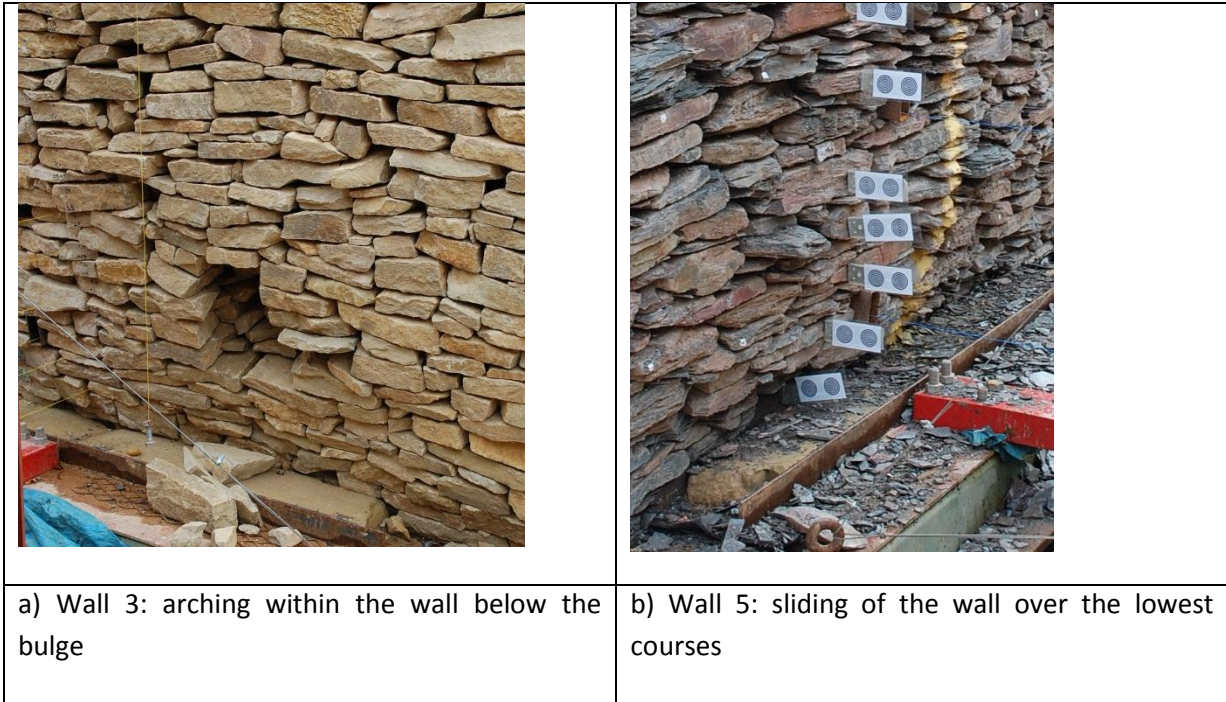 a) Wall 3: arching within the wall below the
bulge
b) Wall 5: sliding of the wall over the lowest
courses